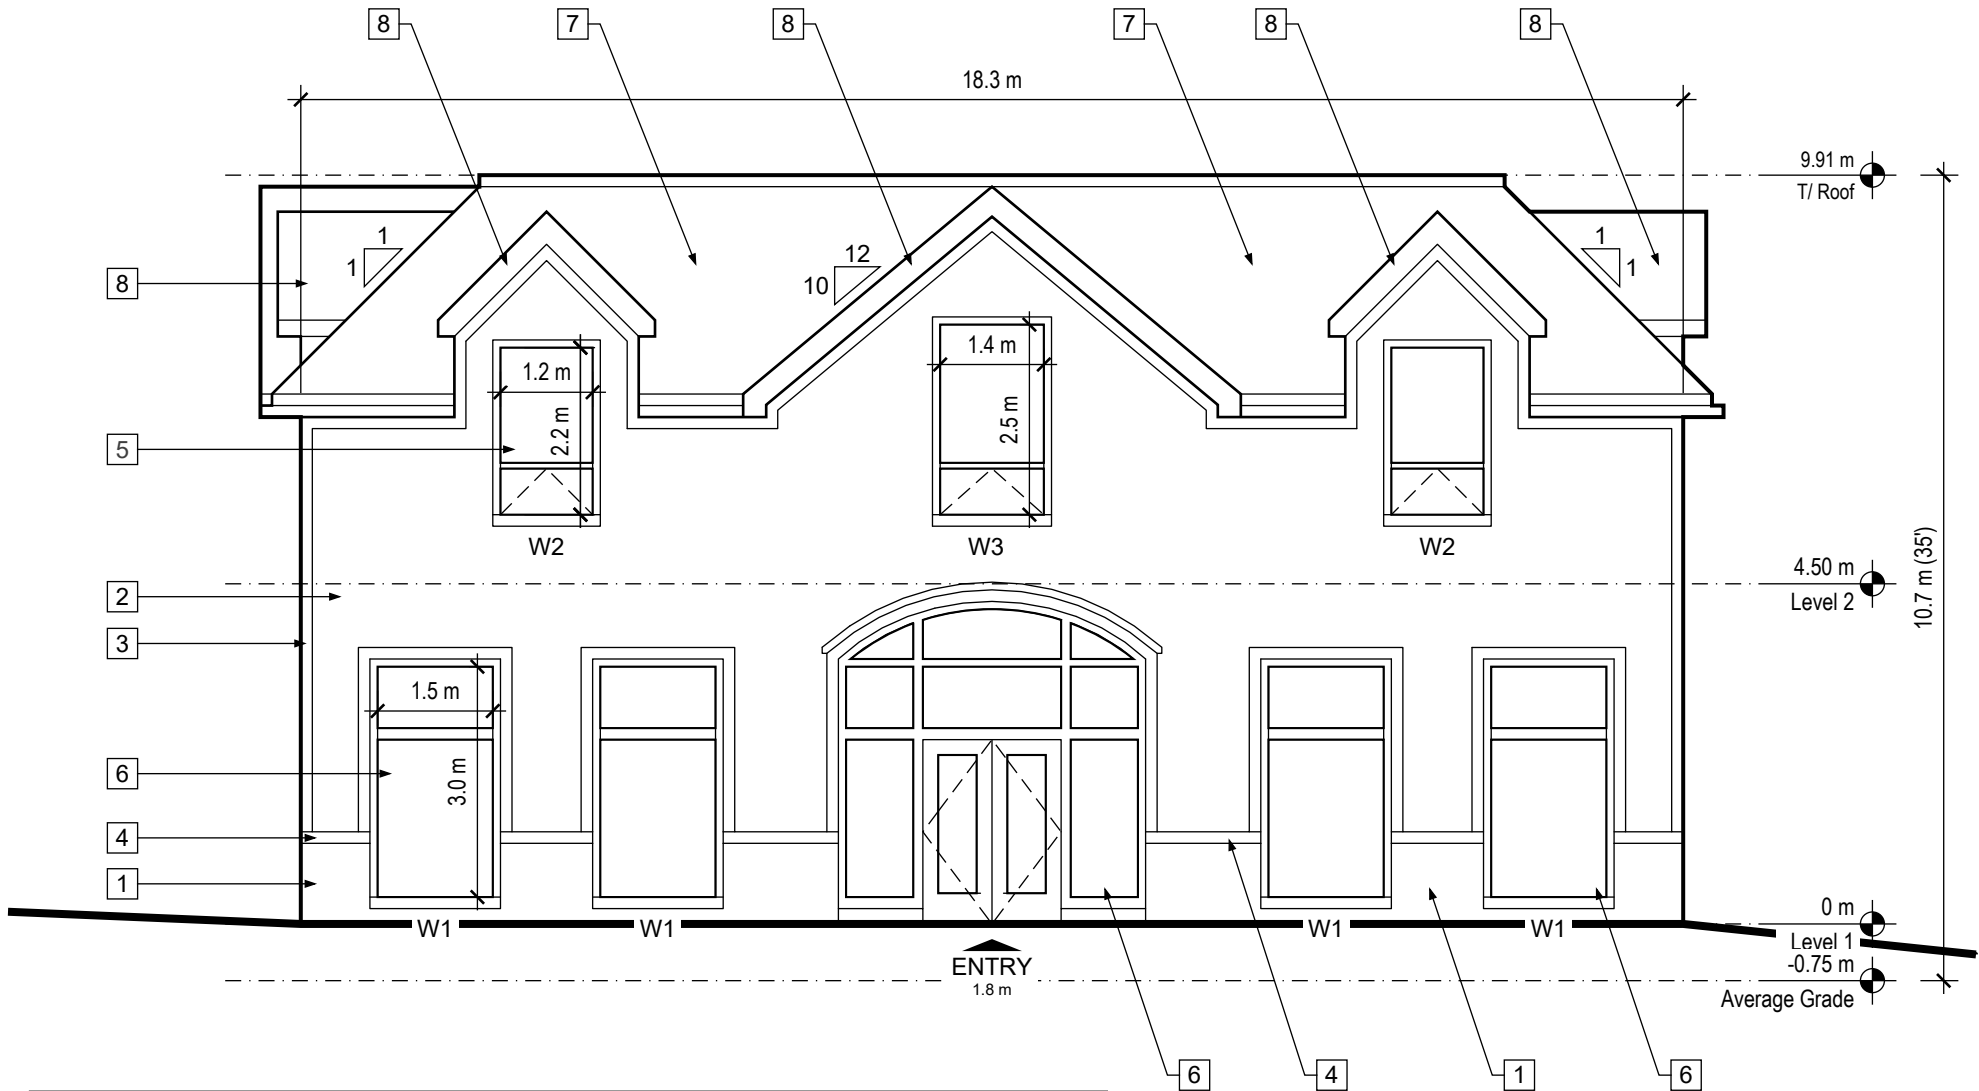 8
7
8
7
8
8
18.3 m
9.91 m
T/ Roof
1
1
12
10
1
1
8
1.2 m
2.2 m
1.4 m
2.5 m
5
W2
W3
W2
4.50 m
Level 2
10.7 m (35')
2
3
1.5 m
3.0 m
6
4
1
0 m
Level 1
W1
W1
W1
W1
ENTRY
1.8 m
-0.75 m
Average Grade
6
4
1
6